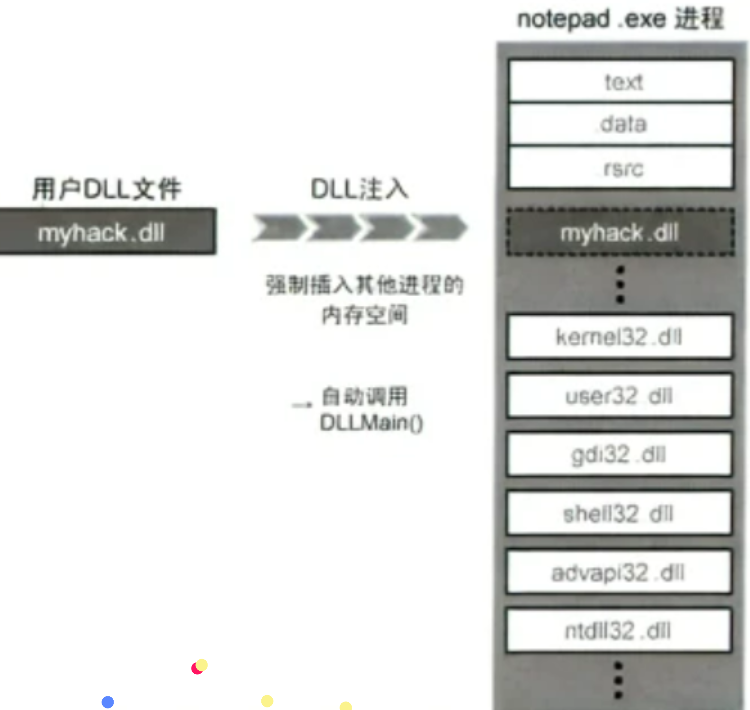 notepad .exe 进程
text
.data
.rsrc
用户DLL文件
DLL注入
myhack.dll
myhack.dll
强制插入其他进程的
内存空间
kernel32.dll
→ 自动调用
DLLMain()
user32 dll
gdi32.dll
shell32 dll
advapi32.dll
ntdll32.dll